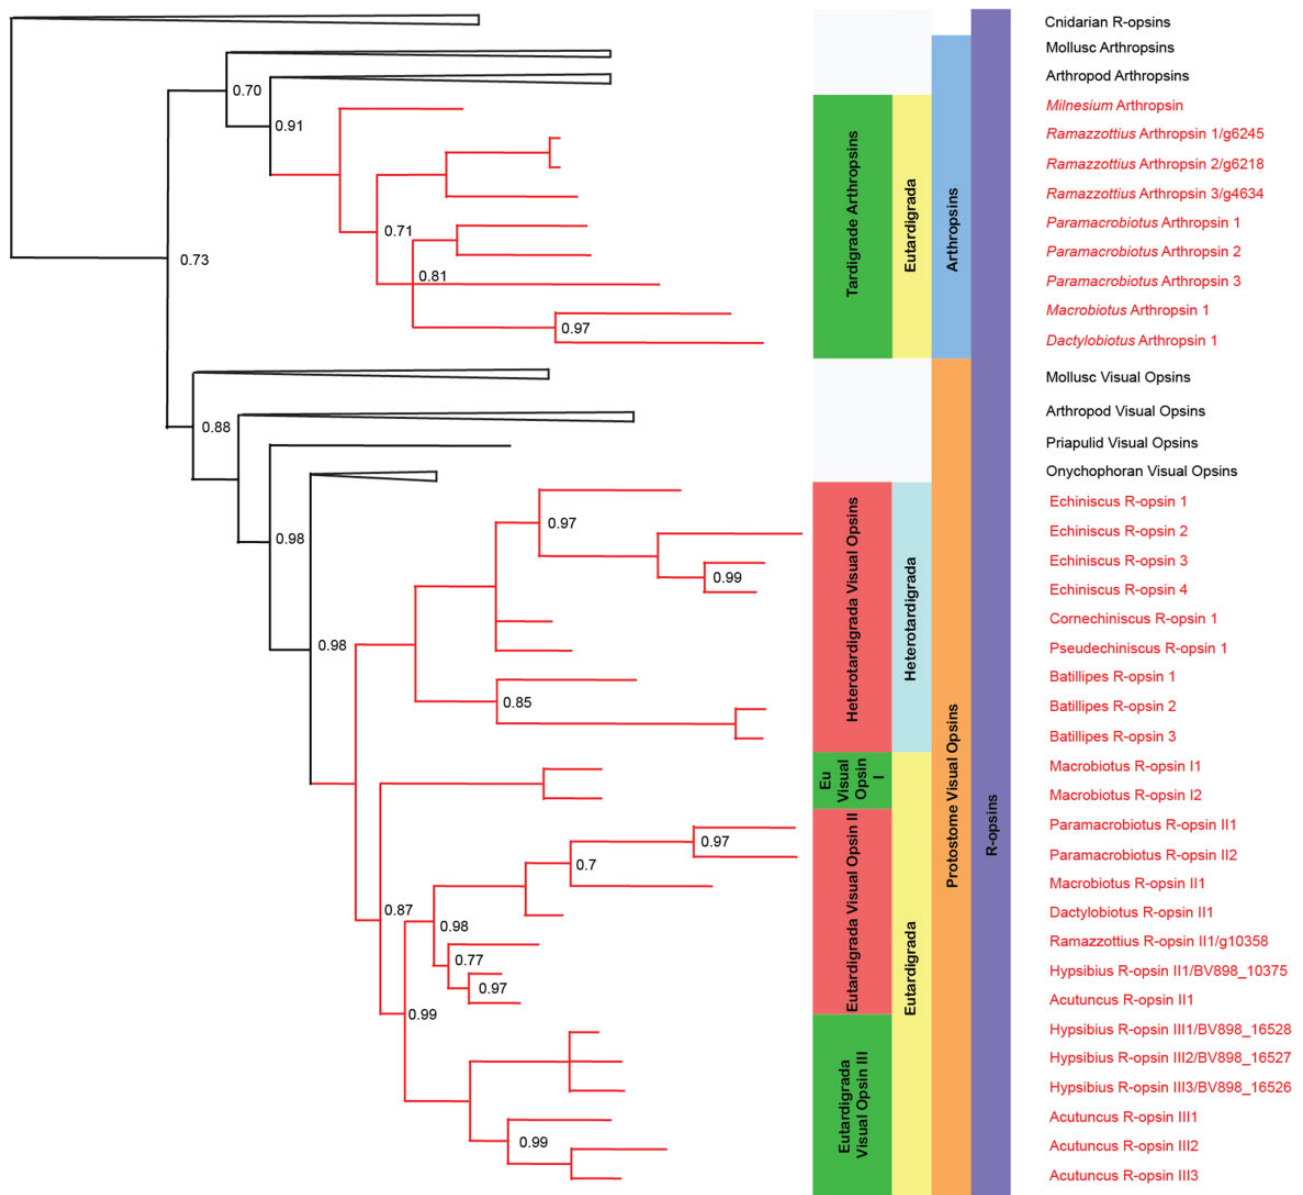 Cnidarian R-opsins
Mollusc Arthropsins
Arthropod Arthropsins
Milnesium Arthropsin
Ramazzottius Arthropsin 1/g6245
Ramazzottius Arthropsin 2/g6218
Ramazzottius Arthropsin 3/g4634
Paramacrobiotus Arthropsin 1
Paramacrobiotus Arthropsin 2
Paramacrobiotus Arthropsin 3
Macrobiotus Arthropsin 1
Dactylobiotus Arthropsin 1
Mollusc Visual Opsins
Arthropod Visual Opsins
Priapulid Visual Opsins
Onychophoran Visual Opsins
Echiniscus R-opsin 1
Echiniscus R-opsin 2
Echiniscus R-opsin 3
Echiniscus R-opsin 4
Cornechiniscus R-opsin 1
Pseudechiniscus R-opsin 1
Batillipes R-opsin 1
Batillipes R-opsin 2
Batillipes R-opsin 3
Macrobiotus R-opsin I1
Macrobiotus R-opsin I2
Paramacrobiotus R-opsin II1
Paramacrobiotus R-opsin II2
Macrobiotus R-opsin II1
Dactylobiotus R-opsin II1
Ramazzottius R-opsin II1/g10358
Hypsibius R-opsin II1/BV898_10375
Acutuncus R-opsin II1
Hypsibius R-opsin III1/BV898_16528
Hypsibius R-opsin III2/BV898_16527
Hypsibius R-opsin III3/BV898_16526
Acutuncus R-opsin III1
Acutuncus R-opsin III2
Acutuncus R-opsin III3
0.70
0.91
0.71
0.73
0.81
0.97
0.88
0.97
0.98
0.99
0.98
0.85
0.97
0.7
0.87
0.98
0.77
0.97
0.99
0.99
Tardigrade Arthropsins
Eutardigrada
Arthropsins
Heterotardigrada Visual Opsins
Heterotardigrada
Eu
Visual
Opsin
I
Eutardigrada Visual Opsin II
Eutardigrada
Visual Opsin III
Eutardigrada
Protostome Visual Opsins
R-opsins